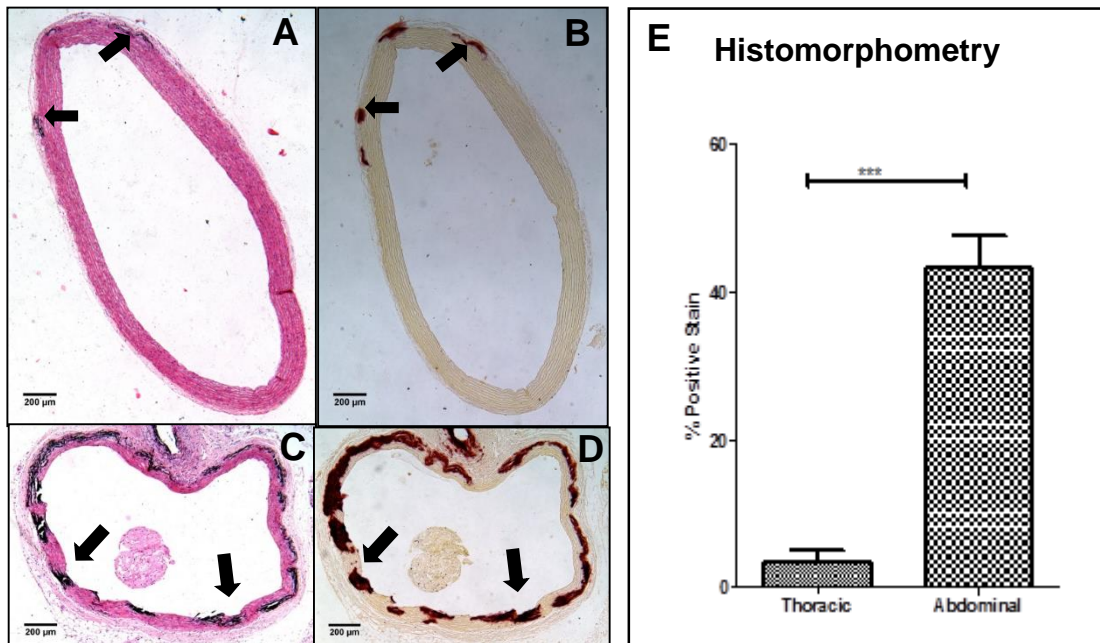 A
B
200 µm
200 µm
C
D
200 µm
200 µm
E
Histomorphometry
60
***
40
% Positive Stain
20
0
Thoracic
Abdominal